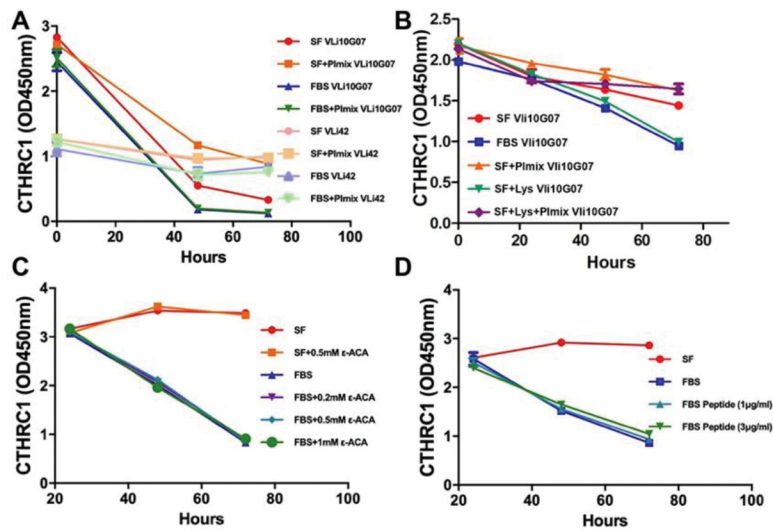 A
CTHRC1 (OD450nm)
3
2
1
0
0
20
40
60
80
100
Hours
SF VLi10G07
SF+PImix VLi10G07
FBS VLi10G07
FBS+PImix VLi10G07
SF VLi42
SF+PImix VLi42
FBS VLi42
FBS+PImix VLi42
B
CTHRC1 (OD450nm)
2.5
2.0
1.5
1.0
0.5
0.0
0
20
40
60
80
Hours
SF Vli10G07
FBS Vli10G07
SF+PImix Vli10G07
SF+Lys Vli10G07
SF+Lys+PImix Vli10G07
C
CTHRC1 (OD450nm)
4
3
2
1
0
20
40
60
80
100
Hours
SF
SF+0.5mM ε-ACA
FBS
FBS+0.2mM ε-ACA
FBS+0.5mM ε-ACA
FBS+1mM ε-ACA
D
CTHRC1 (OD450nm)
4
3
2
1
0
20
40
60
80
100
Hours
SF
FBS
FBS Peptide (1µg/ml)
FBS Peptide (3µg/ml)